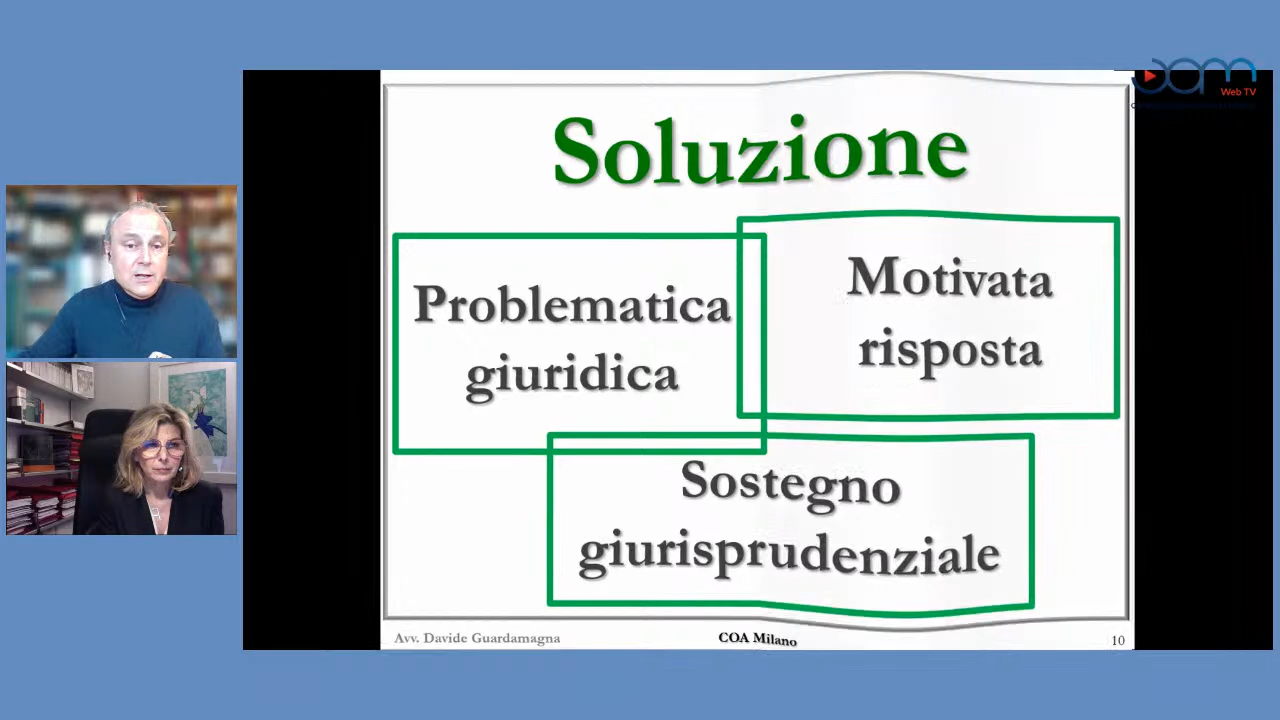 Web TV
Soluzione
Problematica
giuridica
Motivata
risposta
Sostegno
giurisprudenziale
Avv. Davide Guardamagna
COA Milano
10